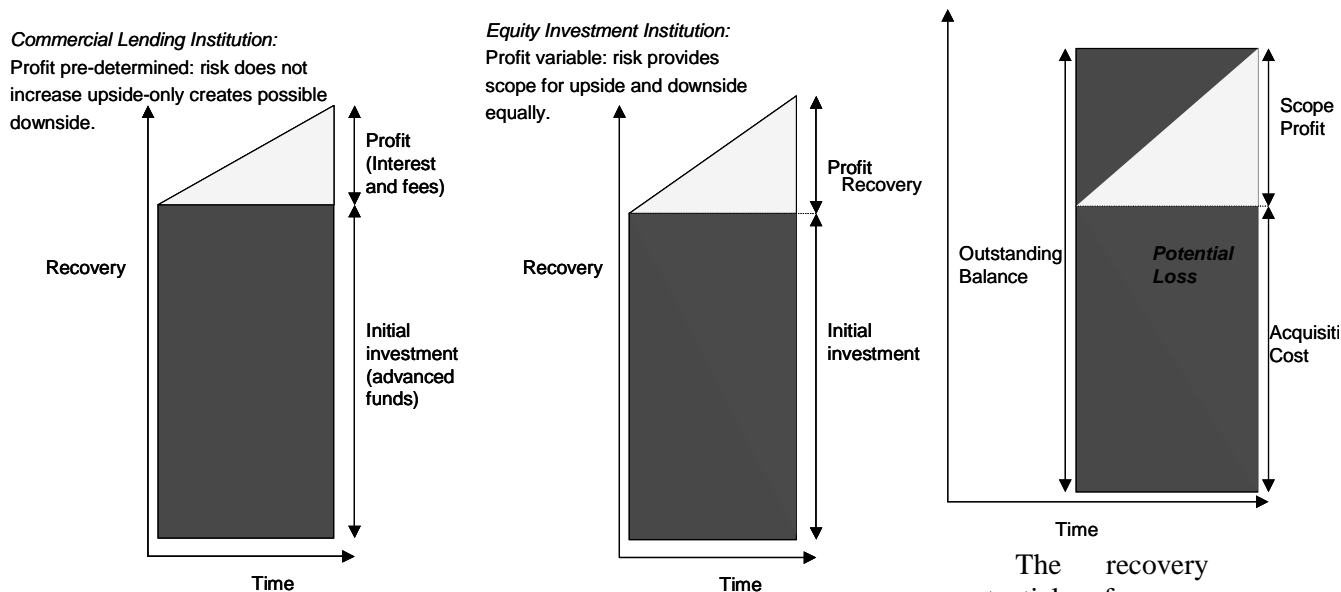 Commercial Lending Institution:
Profit pre-determined: risk does not
increase upside-only creates possible
downside.
Profit
(Interest
and fees)
Recovery
Initial
investment
(advanced
funds)
Time
Equity Investment Institution:
Profit variable: risk provides
scope for upside and downside
equally.
Profit
Recovery
Initial
investment
Time
Recovery
Scope
Profit
Outstanding
Balance
Potential
Loss
Acquisiti
Cost
Time
The recovery